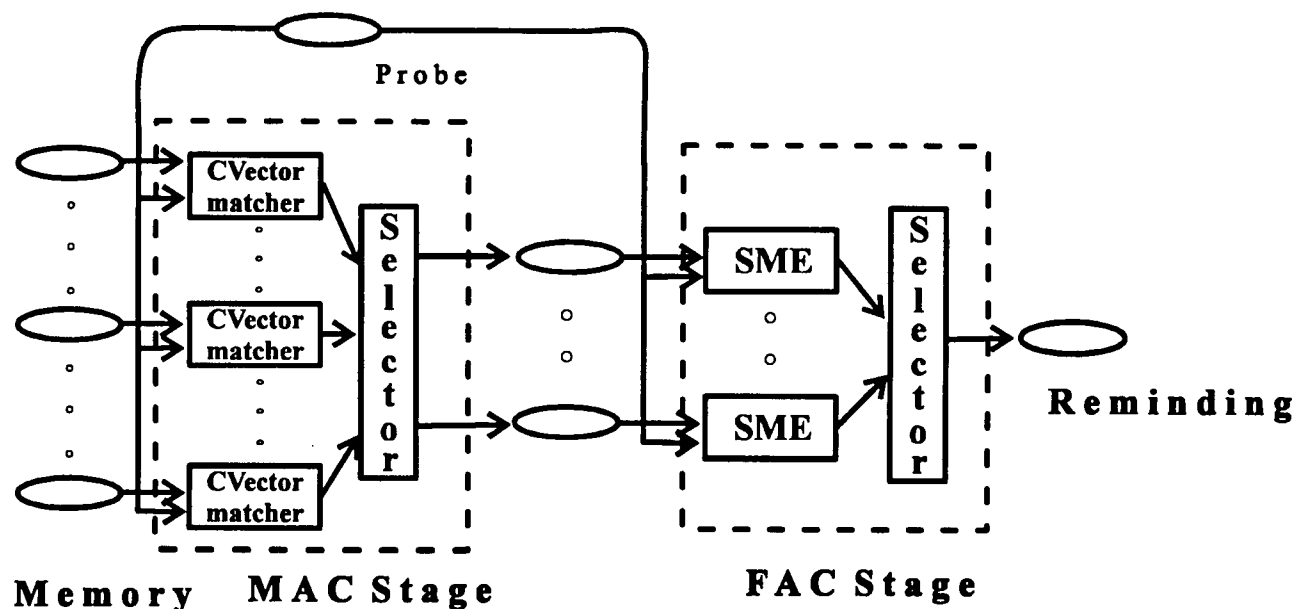 Probe
CVector
matcher
CVector
matcher
CVector
matcher
Selector
SME
SME
Selector
Reminding
Memory
MAC Stage
FAC Stage